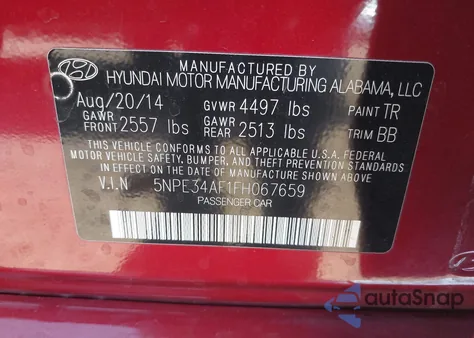 MANUFACTURED BY
HYUNDAI MOTOR MANUFACTURING ALABAMA, LLC
Aug/20/14 GVWR 4497 lbs PAINT TR
GAWR FRONT 2557 lbs GAWR REAR 2513 lbs TRIM BB
THIS VEHICLE CONFORMS TO ALL APPLICABLE U.S.A. FEDERAL
MOTOR VEHICLE SAFETY, BUMPER, AND THEFT PREVENTION STANDARDS
IN EFFECT ON THE DATE OF MANUFACTURE SHOWN ABOVE.
V.I.N 5NPE34AF1FH067659
PASSENGER CAR
autoSnap